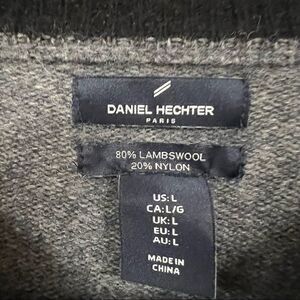 DANIEL HECHTER
PARIS
80% LAMBSWOOL
20% NYLON
US: L
CA: L/G
UK: L
EU: L
AU: L
MADE IN
CHINA